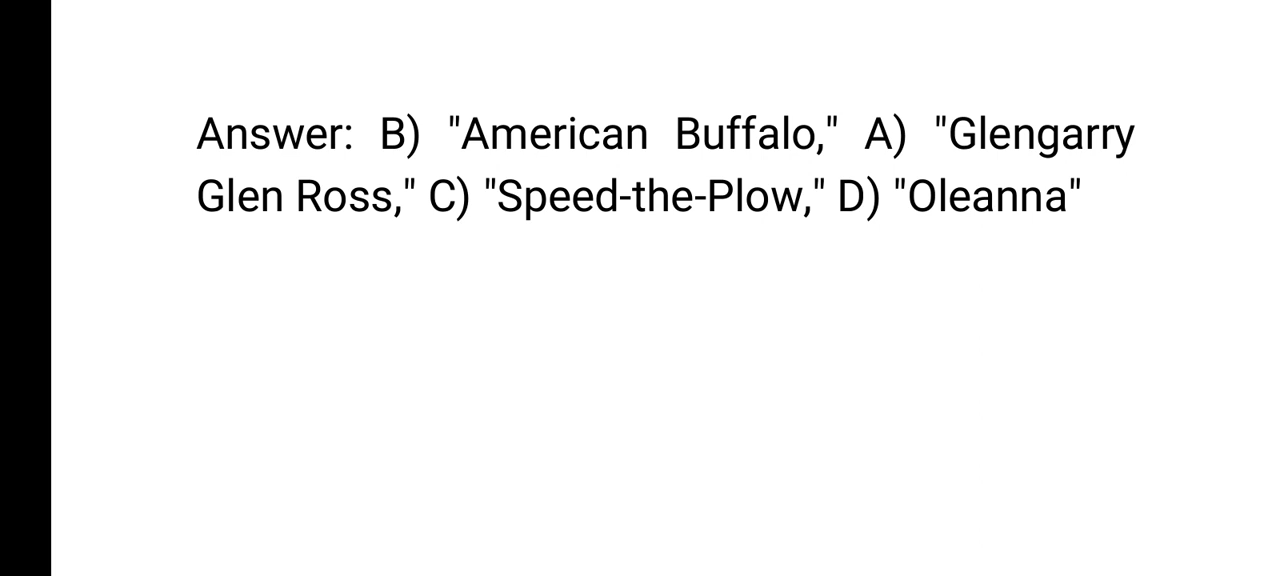 Answer: B) "American Buffalo," A) "Glengarry
Glen Ross," C) "Speed-the-Plow," D) "Oleanna"